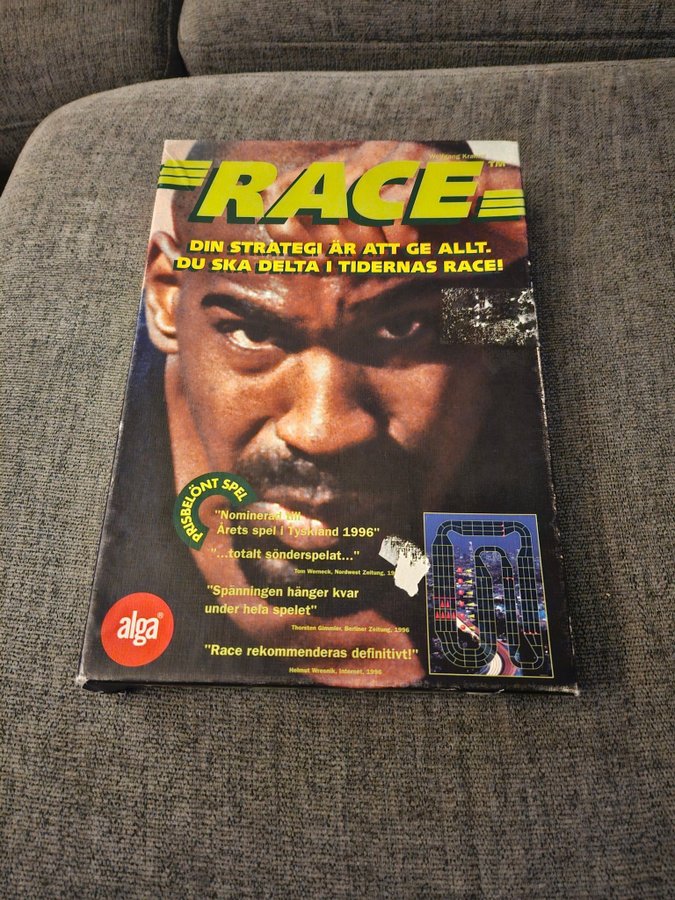 Wolfgang
TM
RACE
DIN STRATEGI ÄR ATT GE ALLT.
DU SKA DELTA I TIDERNAS RACE!
PRISBELÖNT SPEL
"Nominerad till
Årets spel i Tyskland 1996"
"...totalt sönderspelat..."
Tom Werneck, Nordwest Zeitung,
"Spänningen hänger kvar
under hela spelet"
Thorsten Gimmler, Berliner Zeitung, 1996
"Race rekommenderas definitivt!"
Helmut Wresnik, Internet, 1996
alga®